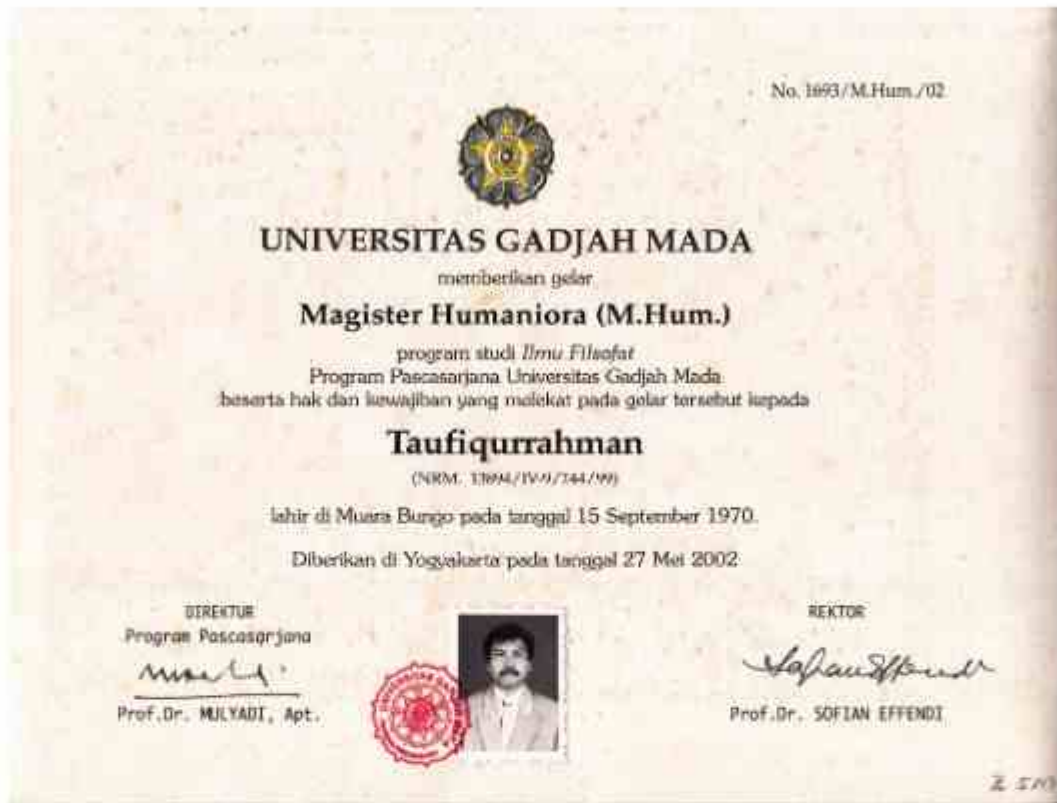 No. 1693/M.Hum./02
UNIVERSITAS GADJAH MADA
memberikan gelar
Magister Humaniora (M.Hum.)
program studi Ilmu Filsafat
Program Pascasarjana Universitas Gadjah Mada
beserta hak dan kewajiban yang melekat pada gelar tersebut kepada
Taufiqurrahman
(NRM.
lahir di Muara Bungo pada tanggal 15 September 1970.
Diberikan di Yogyakarta pada tanggal 27 Mei 2002
DIREKTUR
Program Pascasarjana
Prof.Dr. MULYADI, Apt.
REKTOR
Prof.Dr. SOFIAN EFFENDI